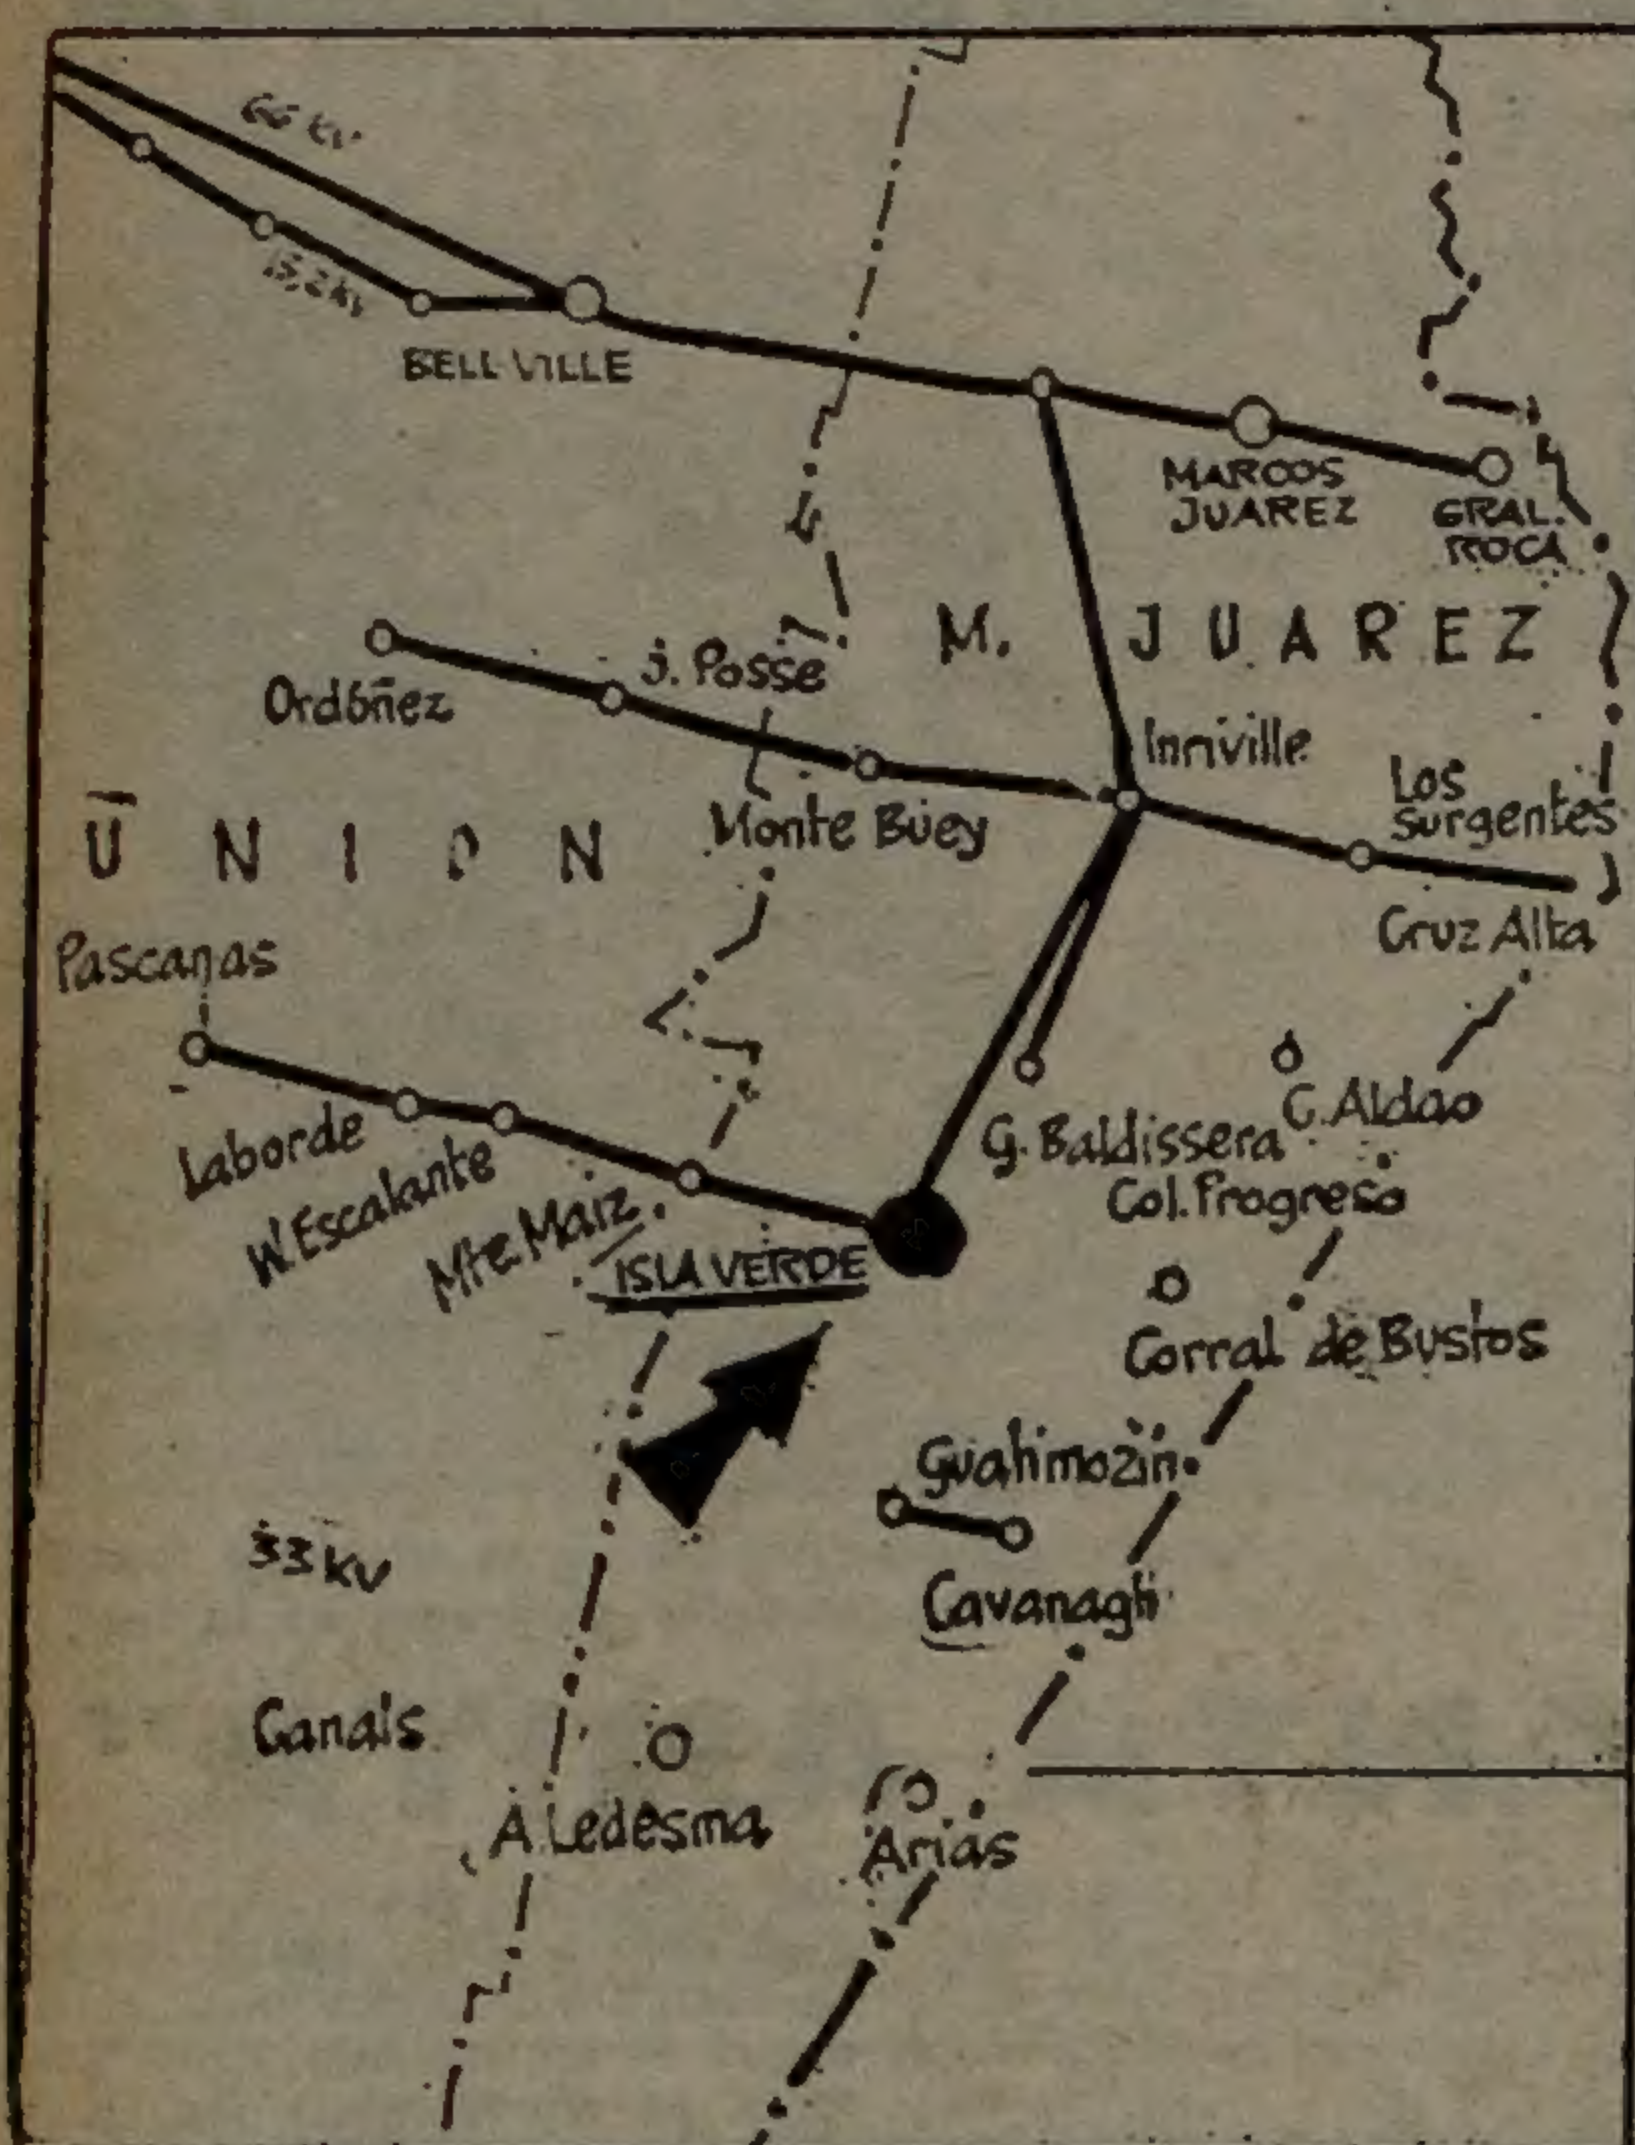 66 kv
13,2 kv
BELL VILLE
MARCOS
JUAREZ
GRAL.
ROCA
M. JUAREZ
Ordóñez
J. Posse
Inriville
Monte Buey
Los
Surgentes
UNION
Cruz Alta
Pascanas
Laborde
W. Escalante
Mte. Maiz
ISLA VERDE
G. Baldissera
C. Aldao
Col. Progreso
Corral de Bustos
Guatimozin
Cavanagh
33 kv
Canals
A. Ledesma
Arias